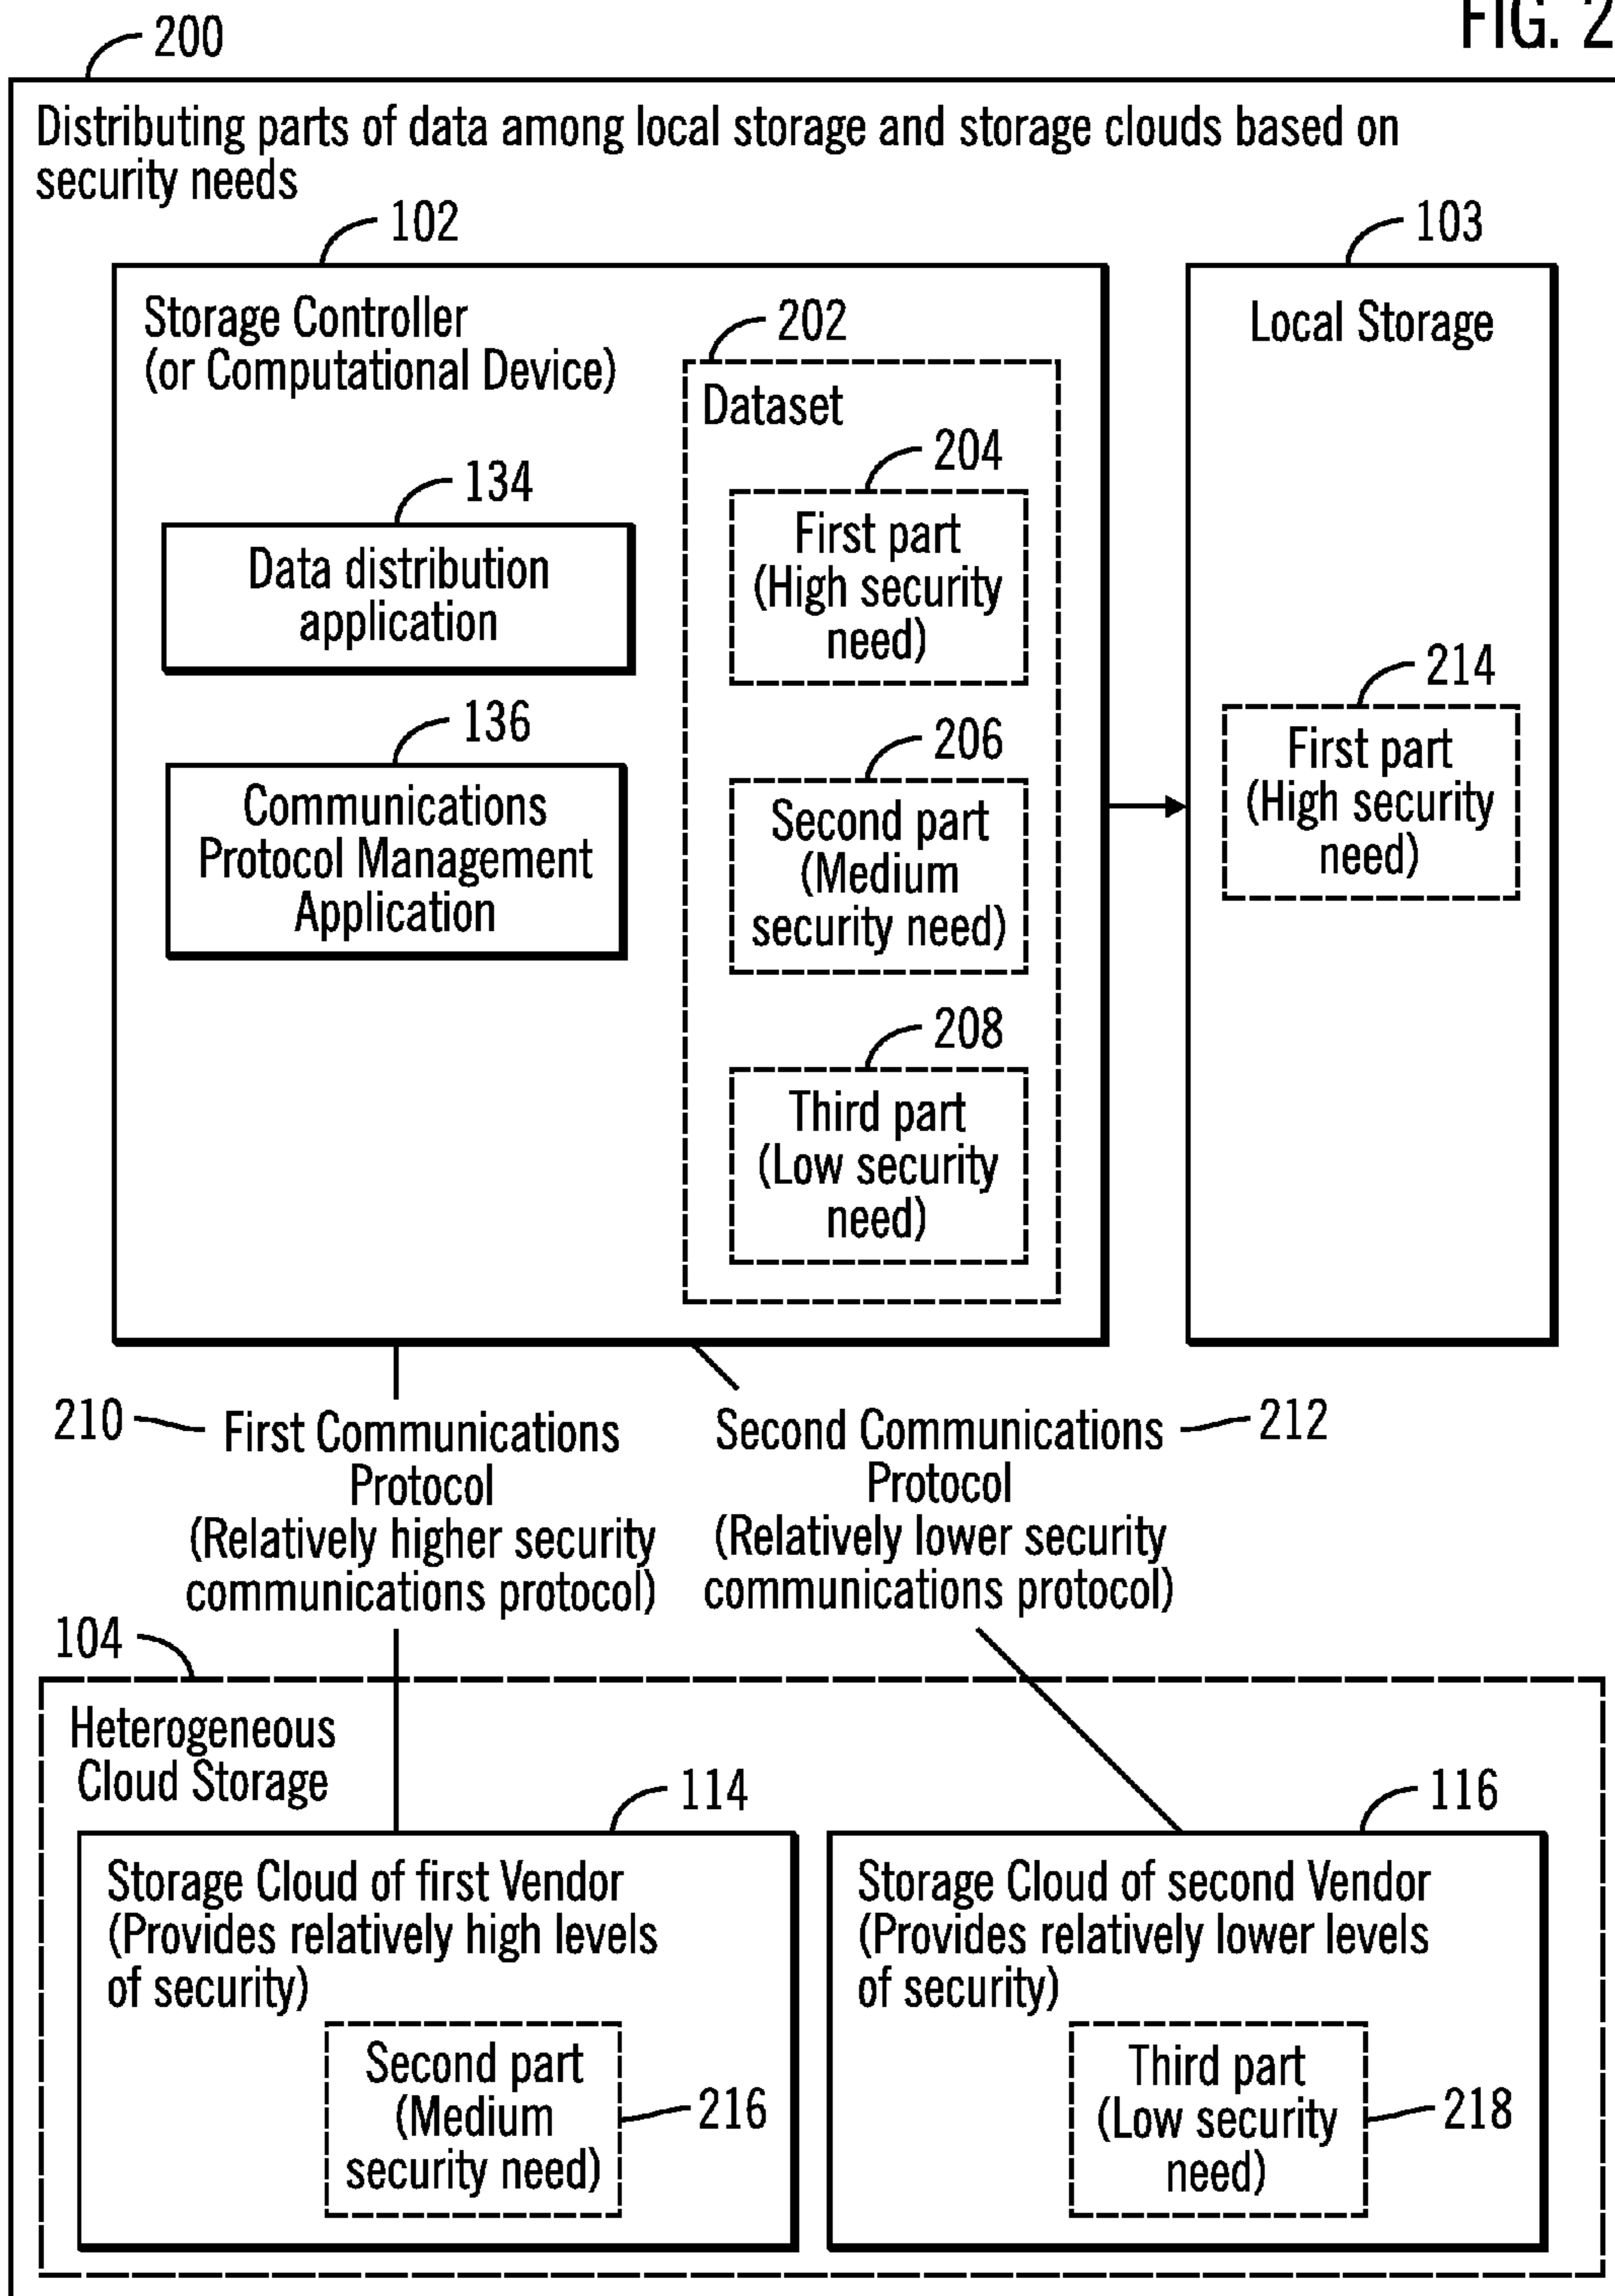 FIG. 2
200
Distributing parts of data among local storage and storage clouds based on
security needs
102
103
Storage Controller
(or Computational Device)
202
Dataset
Local Storage
134
Data distribution
application
136
Communications
Protocol Management
Application
204
First part
(High security
need)
206
Second part
(Medium
security need)
208
Third part
(Low security
need)
214
First part
(High security
need)
210
First Communications
Protocol
(Relatively higher security
communications protocol)
Second Communications
Protocol
(Relatively lower security
communications protocol)
212
104
Heterogeneous
Cloud Storage
114
Storage Cloud of first Vendor
(Provides relatively high levels
of security)
Second part
(Medium
security need)
216
116
Storage Cloud of second Vendor
(Provides relatively lower levels
of security)
Third part
(Low security
need)
218